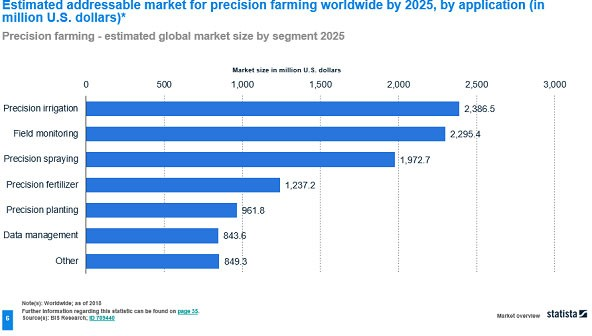 Estimated addressable market for precision farming worldwide by 2025, by application (in
million U.S. dollars)*
Precision farming - estimated global market size by segment 2025
Market size in million U.S. dollars
0 500 1,000 1,500 2,000 2,500 3,000
Precision irrigation 2,386.5
Field monitoring 2,295.4
Precision spraying 1,972.7
Precision fertilizer 1,237.2
Precision planting 961.8
Data management 843.6
Other 849.3
Note(s): Worldwide; as of 2018
Further information regarding this statistic can be found on page 55.
Source(s): BIS Research; ID 789440
6
Market overview statista